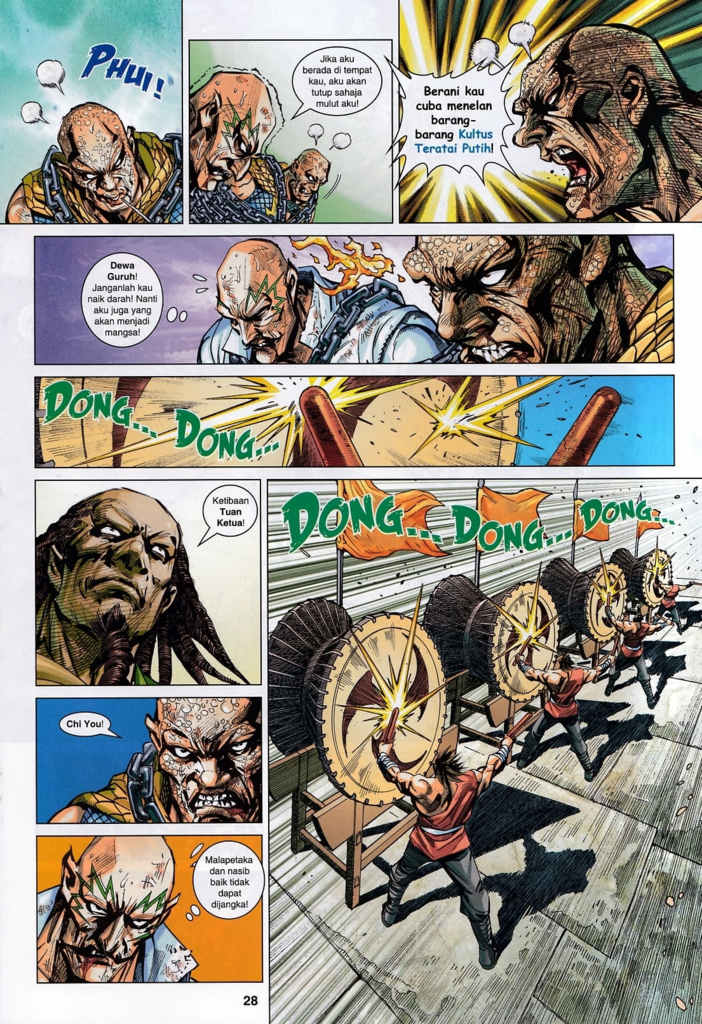 PHUI!
Jika aku
berada di tempat
kau, aku akan
tutup sahaja
mulut aku!
Berani kau
cuba menelan
barang-
barang Kultus
Teratai Putih!
Dewa
Guruh!
Janganlah kau
naik darah! Nanti
aku juga yang
akan menjadi
mangsa!
DONG... DONG...
Ketibaan
Tuan
Ketua!
DONG... DONG... DONG...
Chi You!
Malapetaka
dan nasib
baik tidak
dapat
dijangka!
28